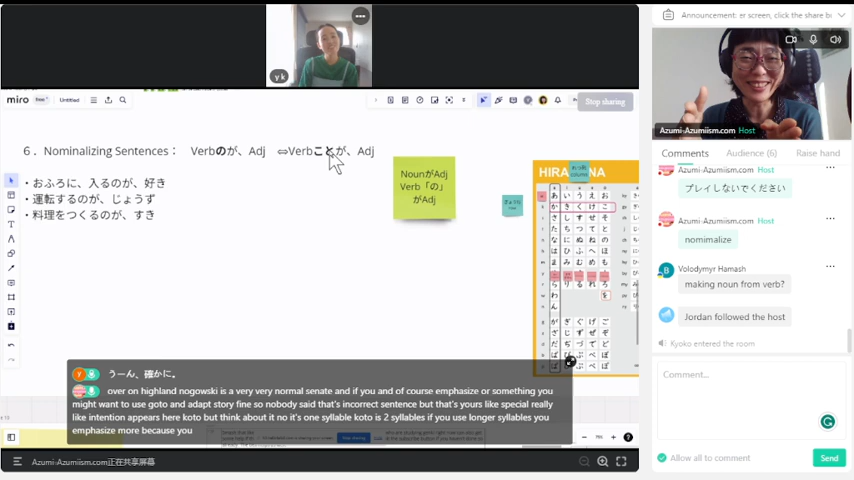 Announcement: er screen, click the share b
y k
miro
free
Untitled
Stop sharing
6．Nominalizing Sentences： Verbのが、Adj ⇔Verbことが、Adj
・おふろに、入るのが、好き
・運転するのが、じょうず
・料理をつくるのが、すき
NounがAdj
Verb「の」
がAdj
HIRA
NA
column
あ い う え お
か き く け こ
さ し す せ そ
た ち つ て と
な に ぬ ね の
は ひ ふ へ ほ
ま み む め も
ら り る れ ろ
わ を
ん
が ぎ ぐ げ ご
ざ じ ず ぜ ぞ
だ ぢ づ で ど
ば び ぶ べ ぼ
うーん、確かに。
over on highland nogowski is a very very normal senate and if you and of course emphasize or something you
might want to use goto and adapt story fine so nobody said that's incorrect sentence but that's yours like special really
like intention appears here koto but think about it no it's one syllable koto is 2 syllables if you use longer syllables you
emphasize more because you
Azumi-Azumiism.com正在共享屏幕
Azumi-Azumiism.com Host
Comments
Audience (6)
Raise hand
Azumi-Azumiism.com Host
プレイしないでください
Azumi-Azumiism.com Host
nomimalize
Volodymyr Hamash
making noun from verb?
Jordan followed the host
Kyoko entered the room
Comment...
Allow all to comment
Send